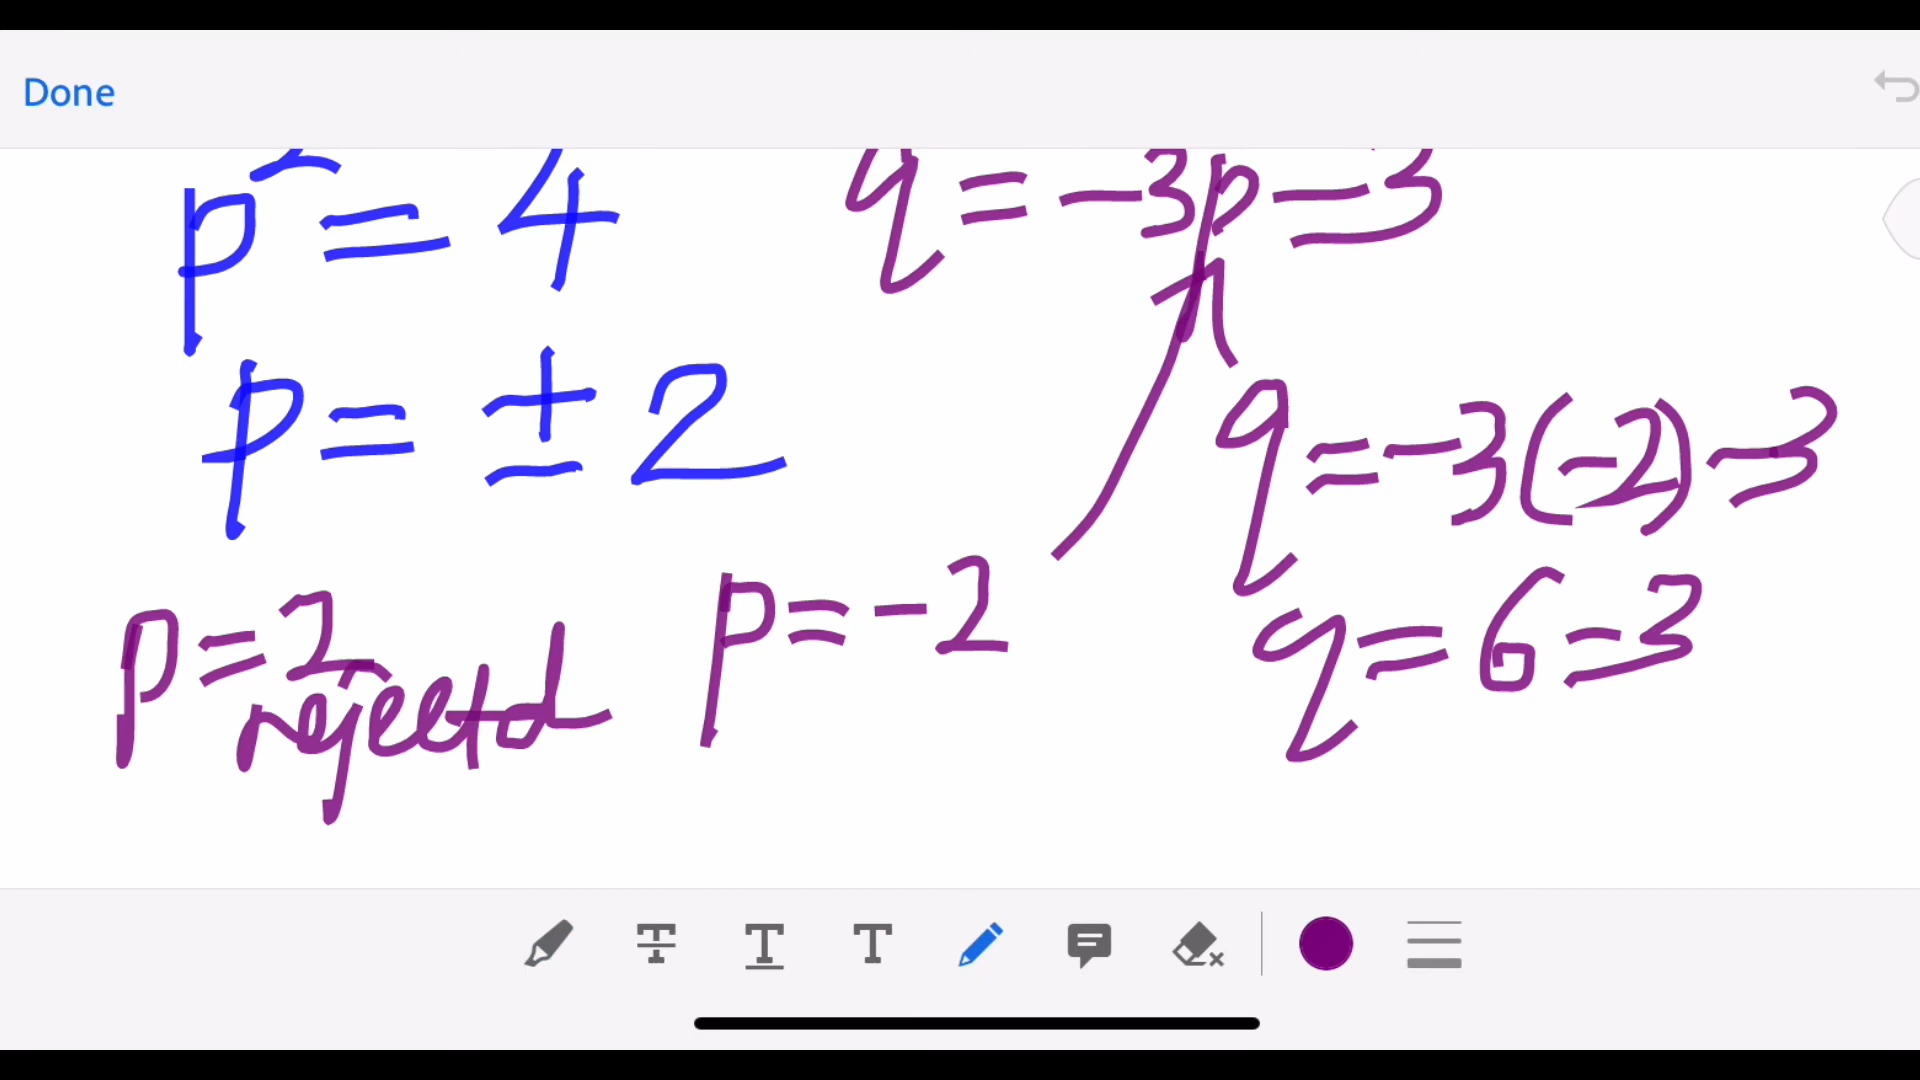 Done
p² = 4
q = -3p - 3
p = ± 2
q = -3(-2) - 3
p = 2
rejected
p = -2
q = 6 - 3